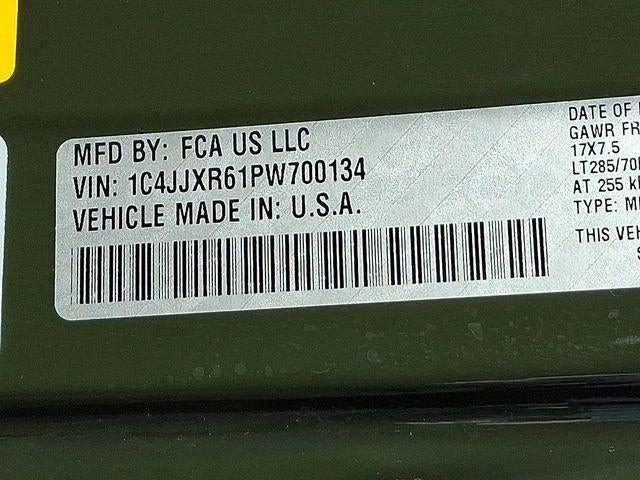 MFD BY: FCA US LLC
VIN: 1C4JJXR61PW700134
VEHICLE MADE IN: U.S.A.
DATE OF
GAWR FR
17X7.5
LT285/70
AT 255 k
TYPE: M
THIS VEH